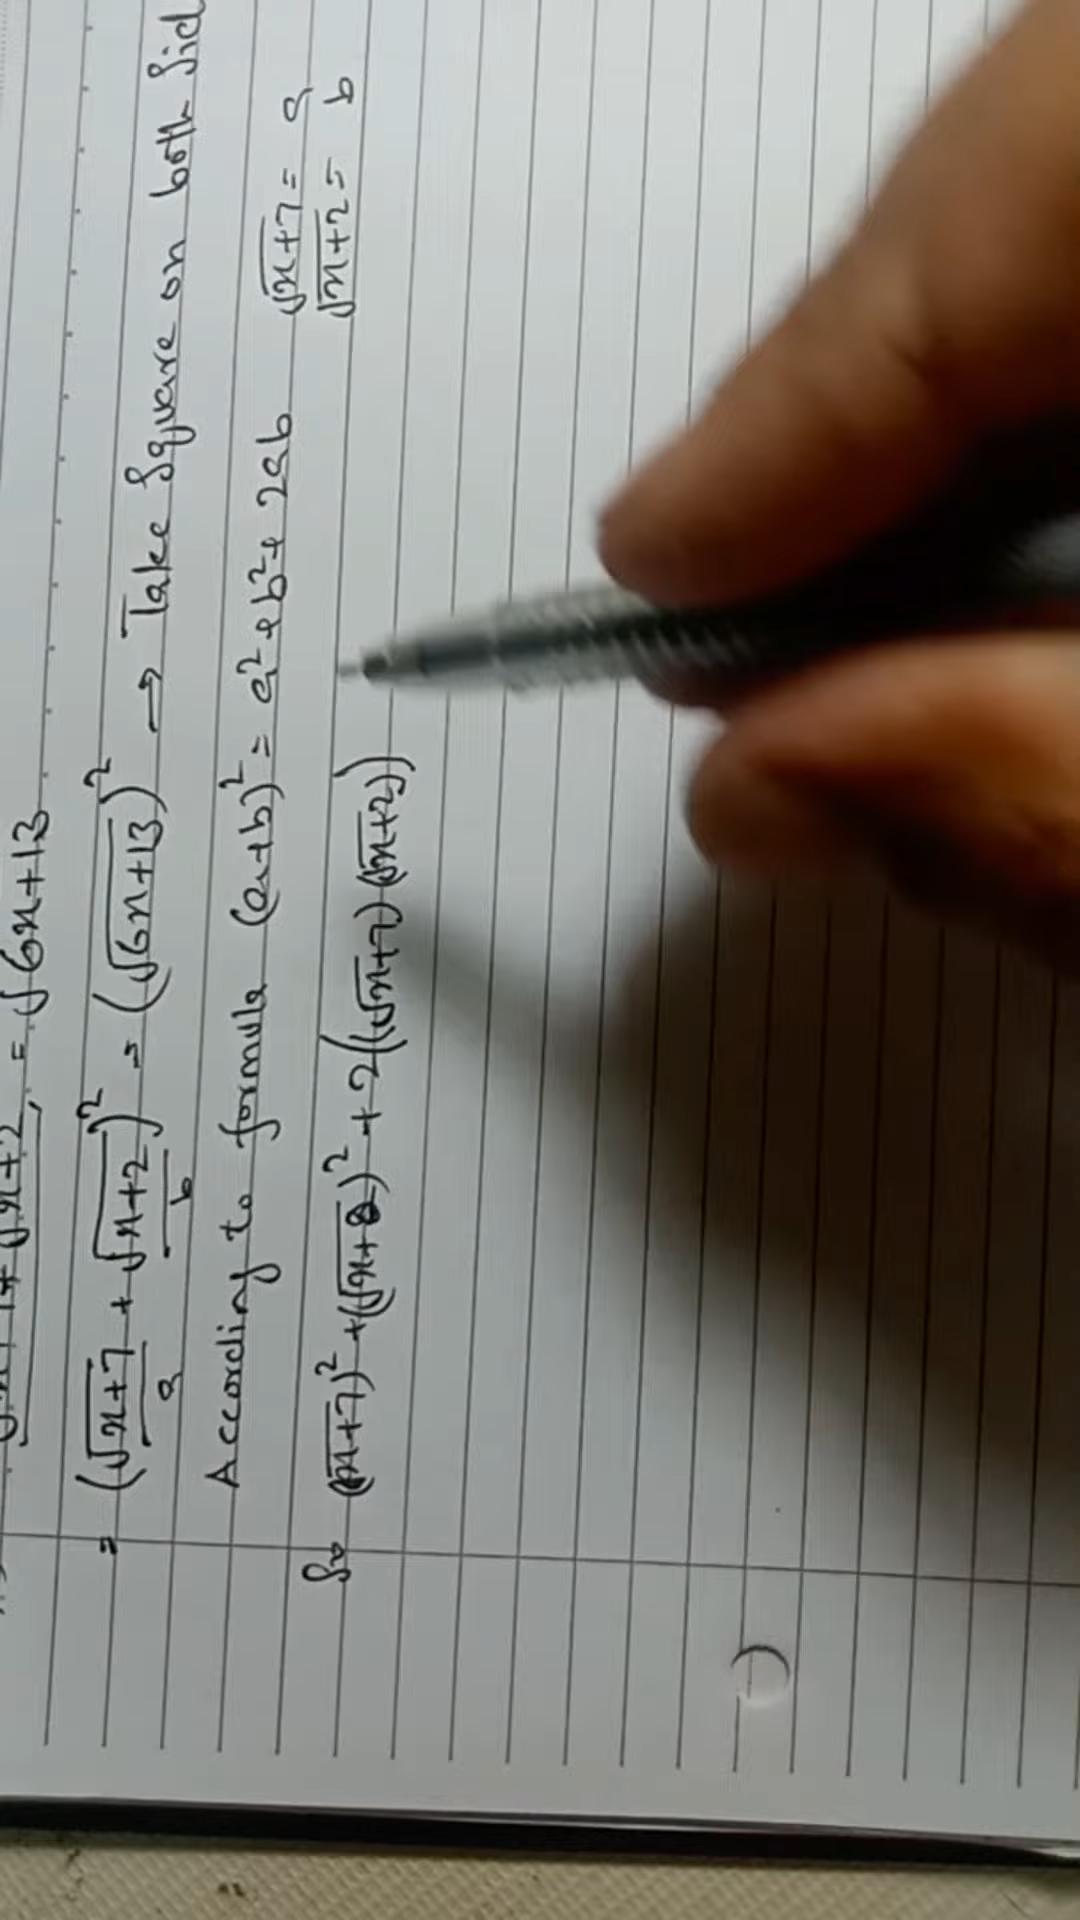 √x+2, = √6x+13
= (√x+7 + √x+2)² = (√6x+13)² → Take Square on both Sid
a b
According to formula (a+b)² = a²+b²+2ab √x+7 = a
√x+2 = b
So (√x+7)² + (√x+2)² + 2((√x+7)(√x+2))